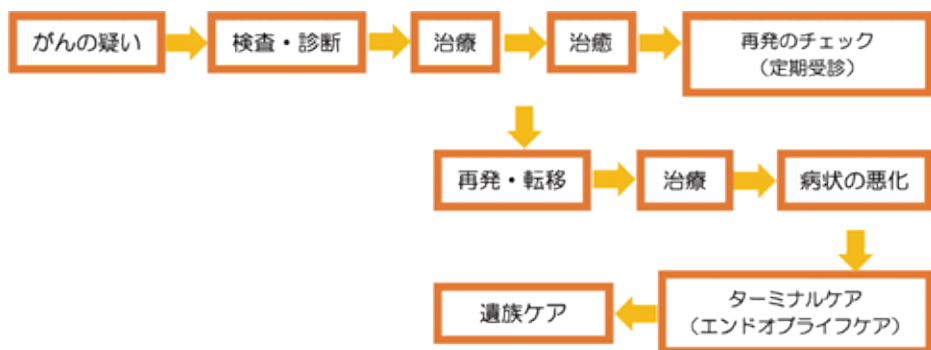 がんの疑い
検査・診断
治療
治癒
再発のチェック
（定期受診）
再発・転移
治療
病状の悪化
ターミナルケア
（エンドオブライフケア）
遺族ケア